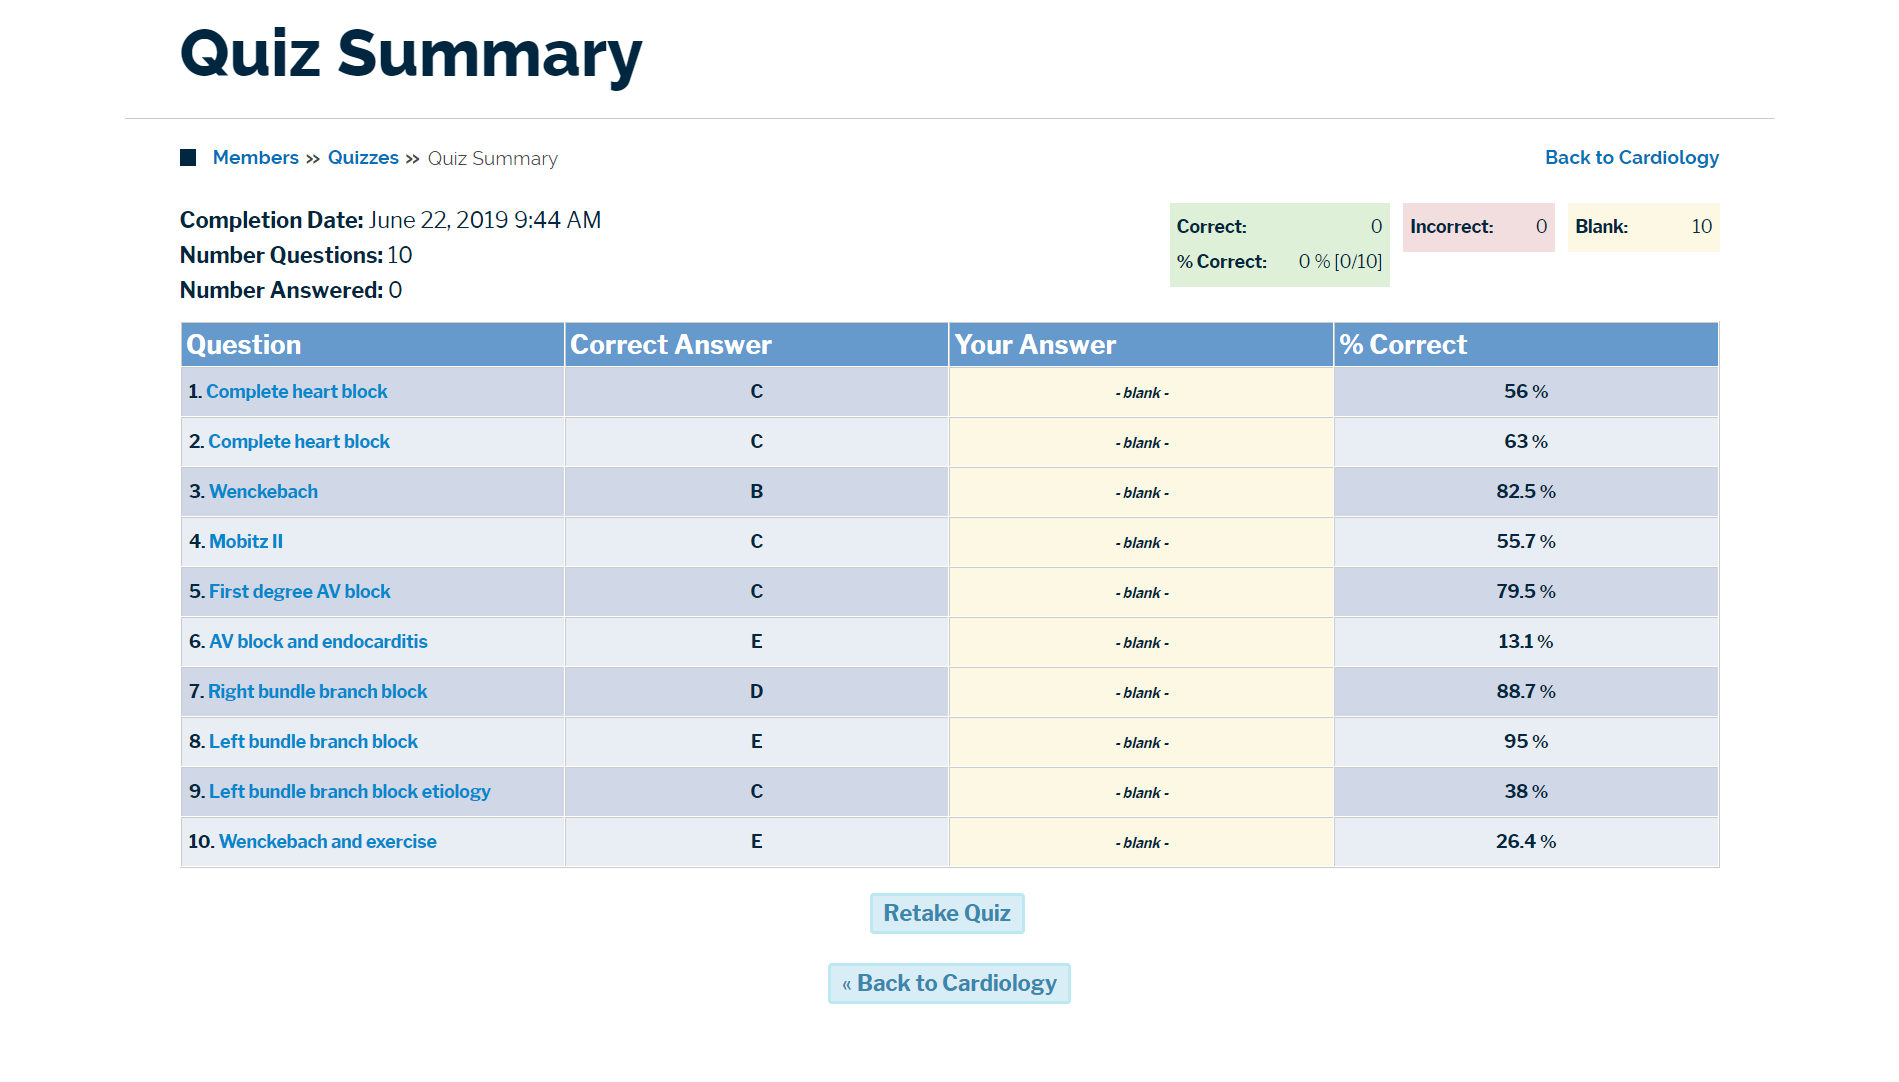 Quiz Summary
Members » Quizzes » Quiz Summary
Back to Cardiology
Completion Date: June 22, 2019 9:44 AM
Number Questions: 10
Number Answered: 0
Correct: 0
% Correct: 0 % [0/10]
Incorrect: 0
Blank: 10
Question Correct Answer Your Answer % Correct
1. Complete heart block C - blank - 56 %
2. Complete heart block C - blank - 63 %
3. Wenckebach B - blank - 82.5 %
4. Mobitz II C - blank - 55.7 %
5. First degree AV block C - blank - 79.5 %
6. AV block and endocarditis E - blank - 13.1 %
7. Right bundle branch block D - blank - 88.7 %
8. Left bundle branch block E - blank - 95 %
9. Left bundle branch block etiology C - blank - 38 %
10. Wenckebach and exercise E - blank - 26.4 %
Retake Quiz
« Back to Cardiology